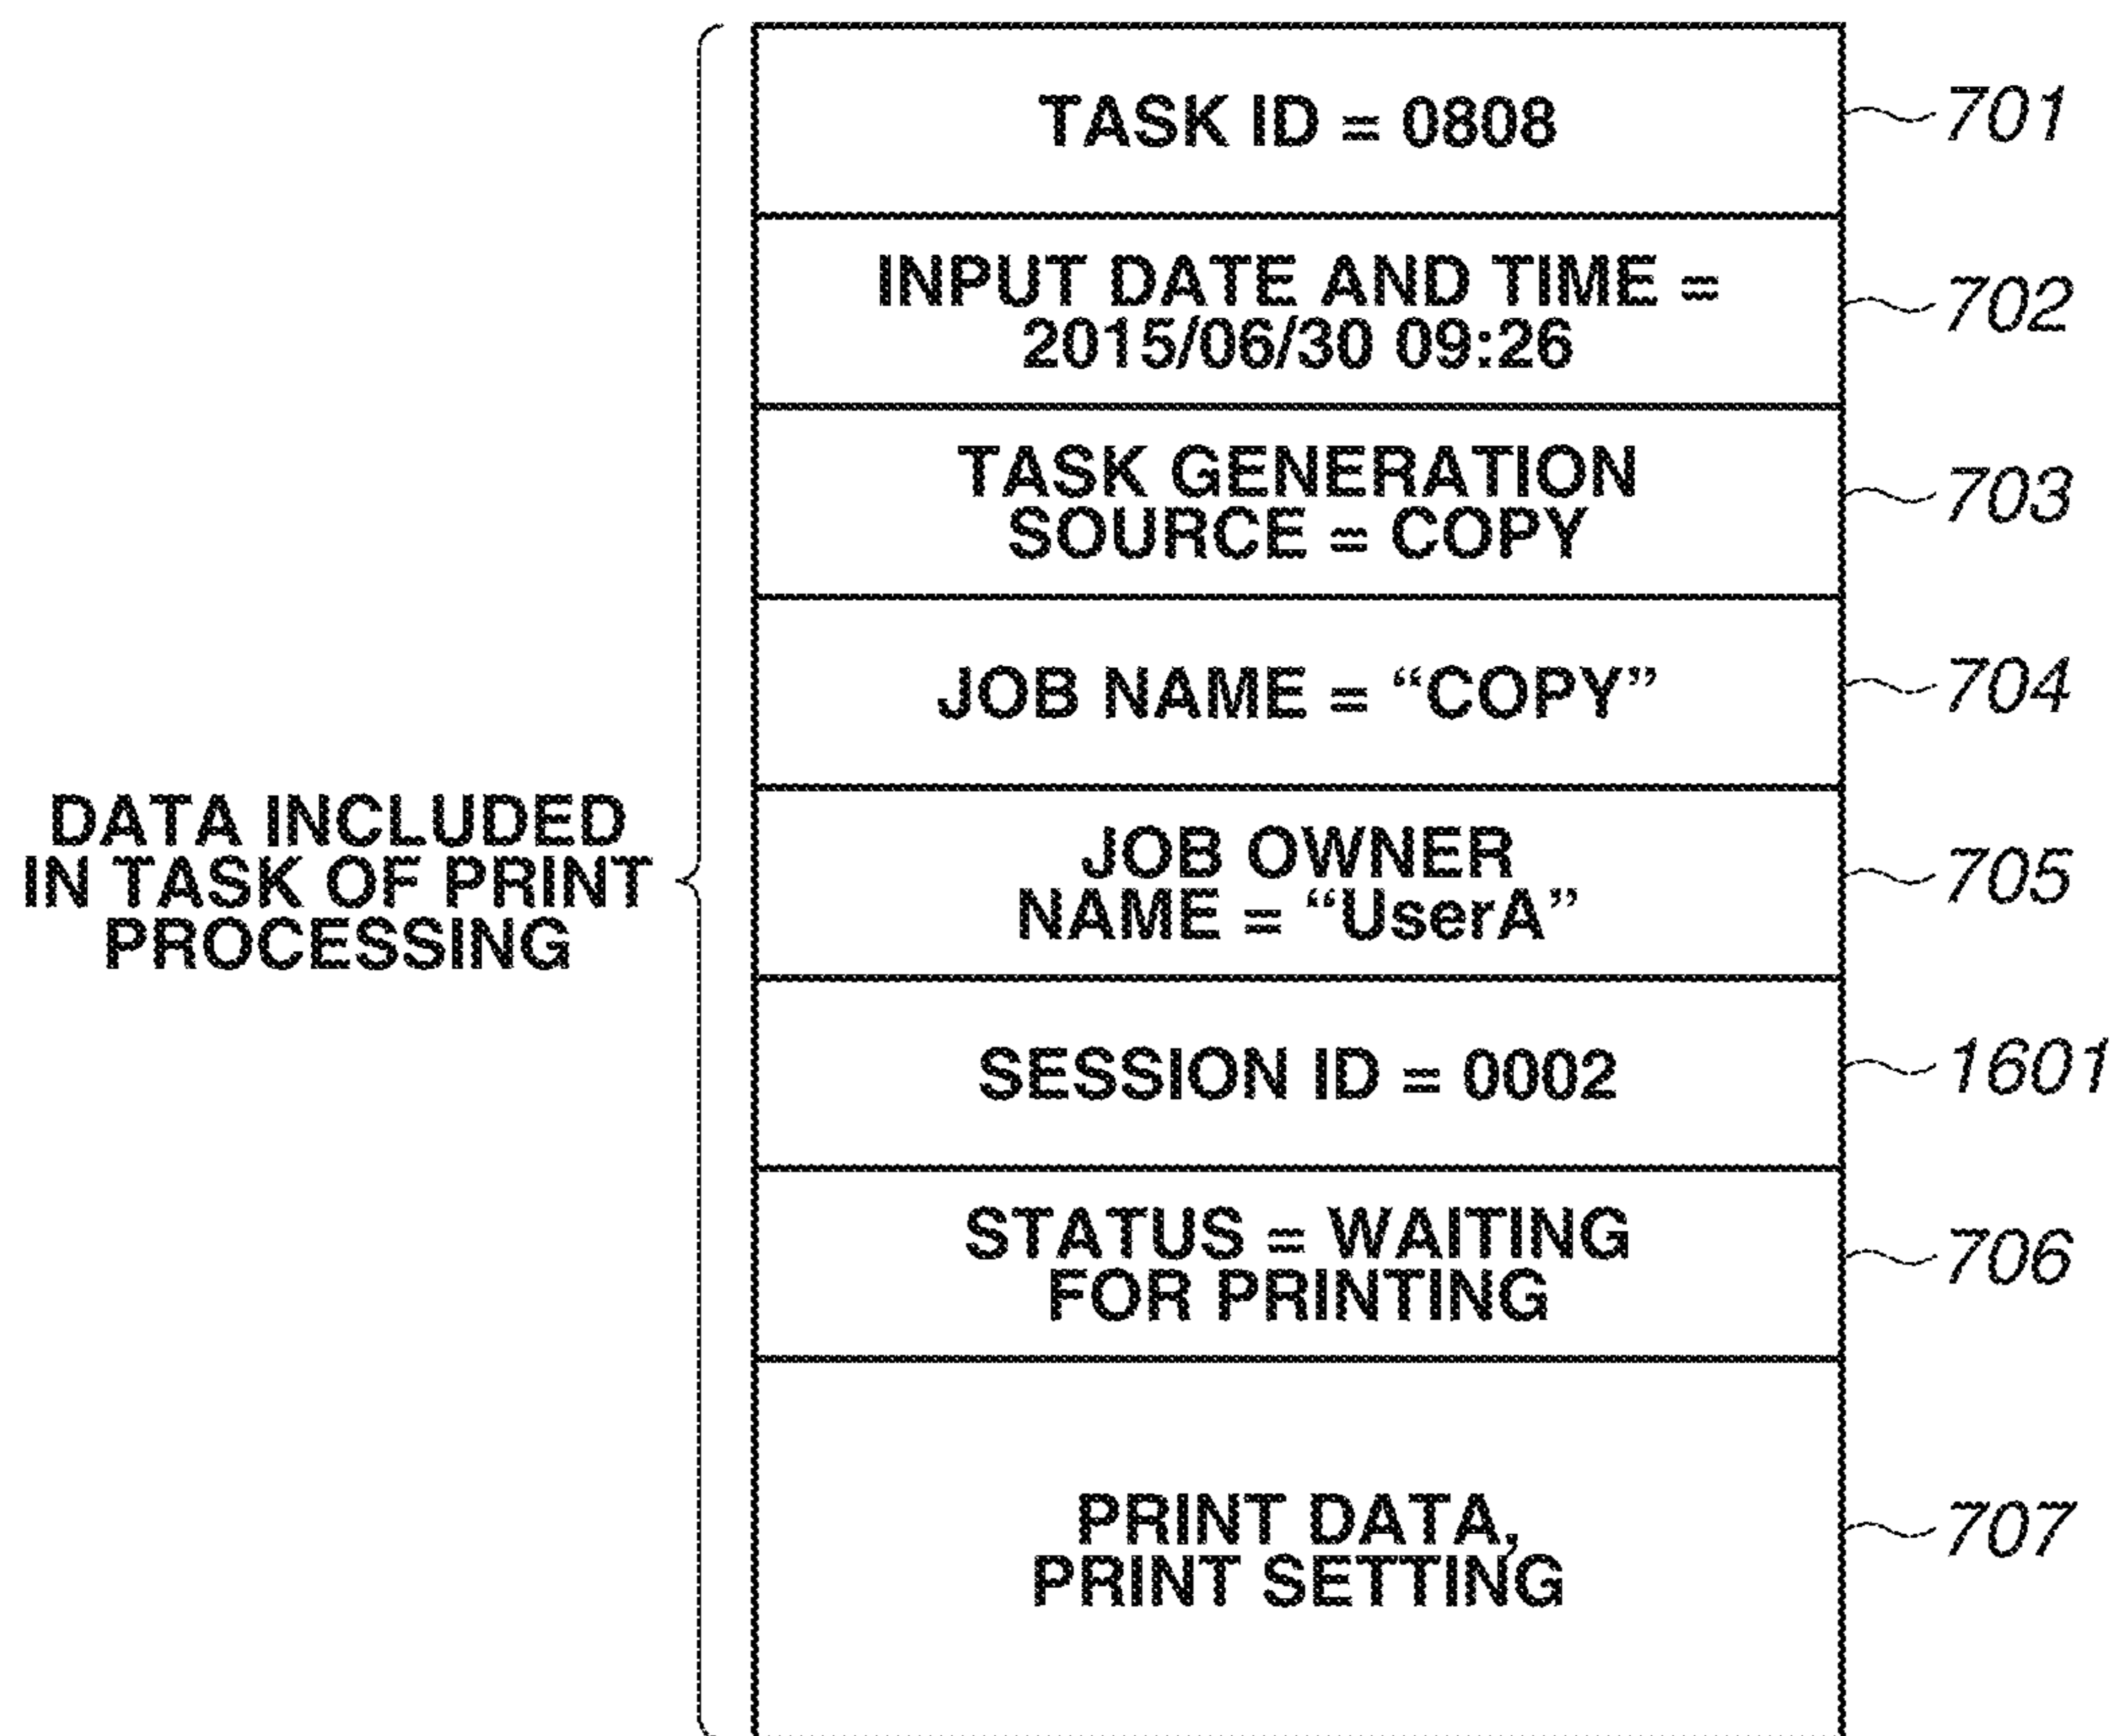 TASK ID = 0808
701
INPUT DATE AND TIME =
2015/06/30 09:26
702
TASK GENERATION
SOURCE = COPY
703
JOB NAME = “COPY”
704
DATA INCLUDED
IN TASK OF PRINT
PROCESSING
JOB OWNER
NAME = “UserA”
705
SESSION ID = 0002
1601
STATUS = WAITING
FOR PRINTING
706
PRINT DATA,
PRINT SETTING
707